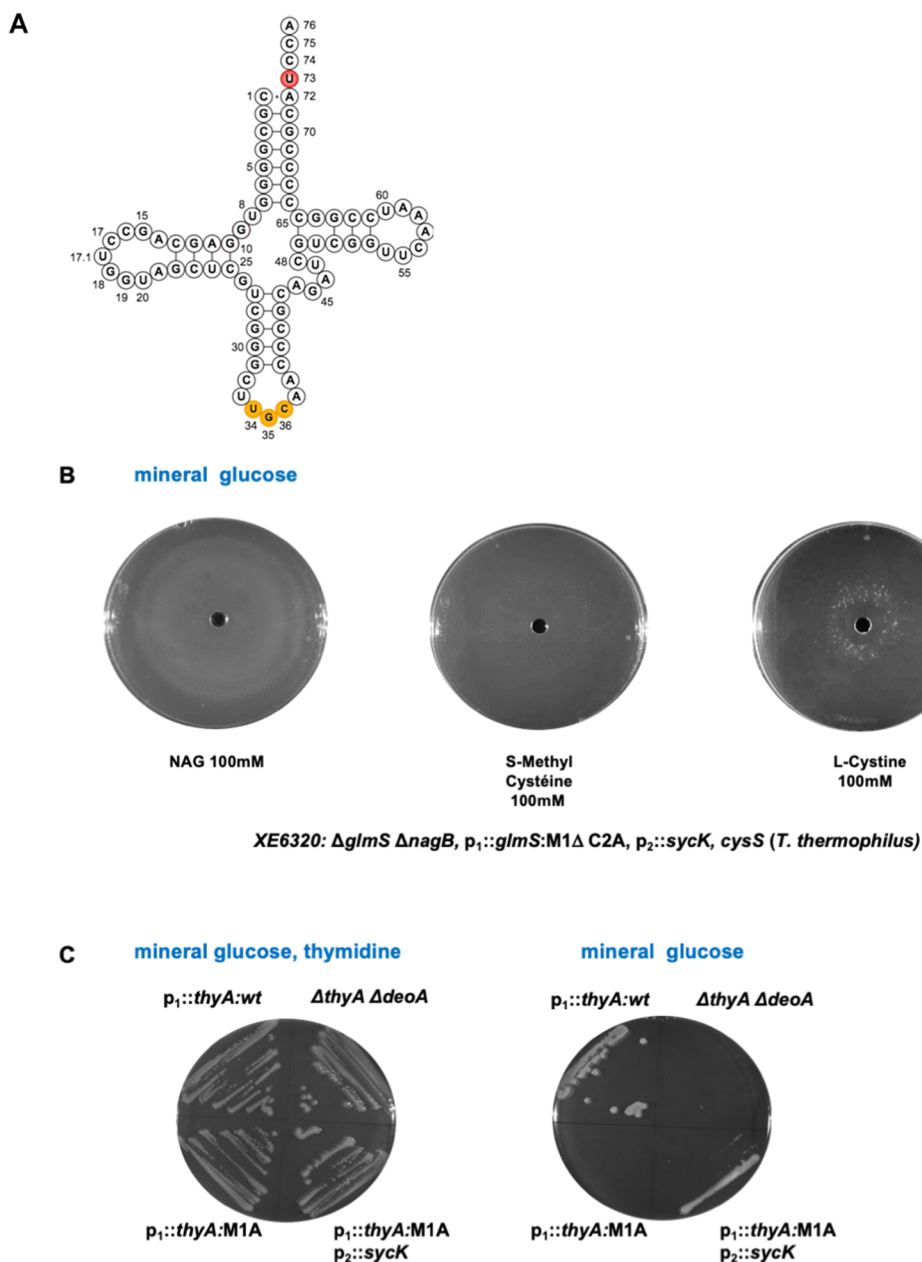 A
A 76
C 75
C 74
U 73
1 C A 72
G C
C G 70
G C
5 G C
G C 60
G C U A A
8 U C G G C C A
17 15 G 65 A
C C G A C G A G G U C G G U C
17.1 U 10 G C 48 C U U 55
G G U A G C U C G 25
18 19 20 U C A G A 45
C G
G C
30 G C
G C
C A
U A
U G C
34 35 36
B mineral glucose
NAG 100mM
S-Methyl
Cystéine
100mM
L-Cystine
100mM
XE6320: ΔglmS ΔnagB, p₁::glmS:M1Δ C2A, p₂::sycK, cysS (T. thermophilus)
C mineral glucose, thymidine
mineral glucose
p₁::thyA:wt ΔthyA ΔdeoA
p₁::thyA:wt ΔthyA ΔdeoA
p₁::thyA:M1A
p₁::thyA:M1A
p₂::sycK
p₁::thyA:M1A
p₁::thyA:M1A
p₂::sycK